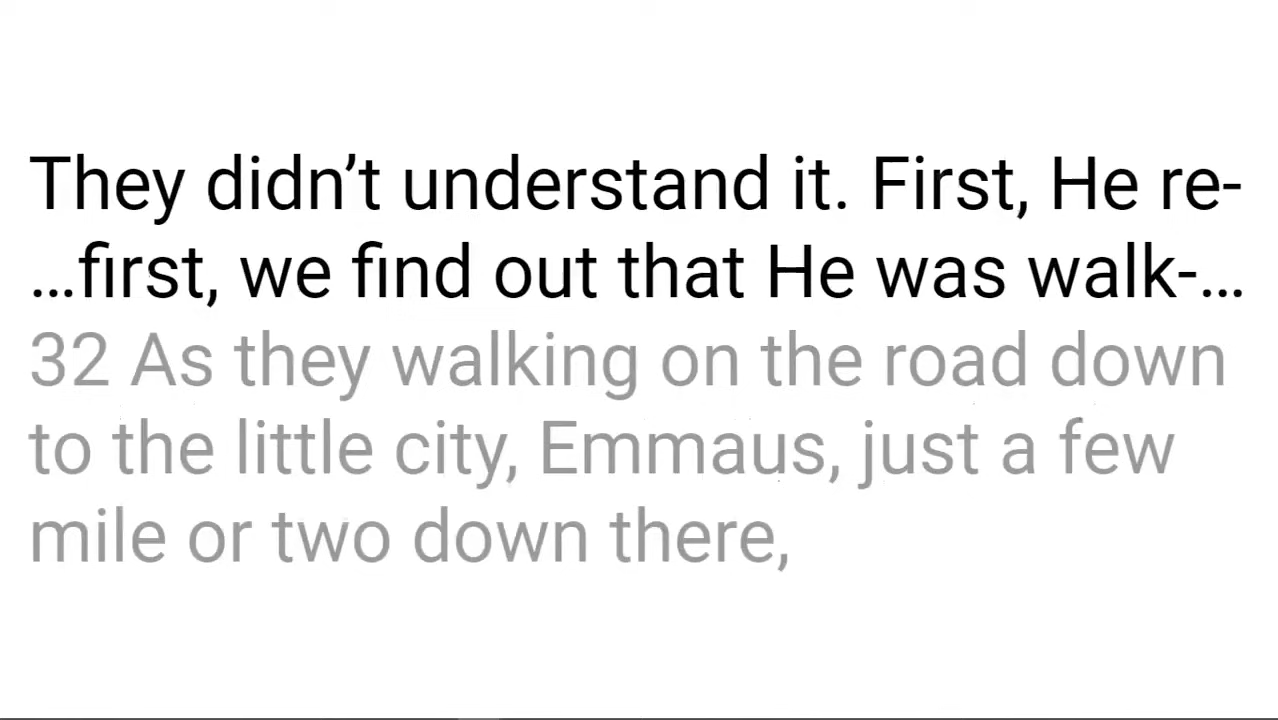 They didn’t understand it. First, He re-
…first, we find out that He was walk-…
32 As they walking on the road down
to the little city, Emmaus, just a few
mile or two down there,